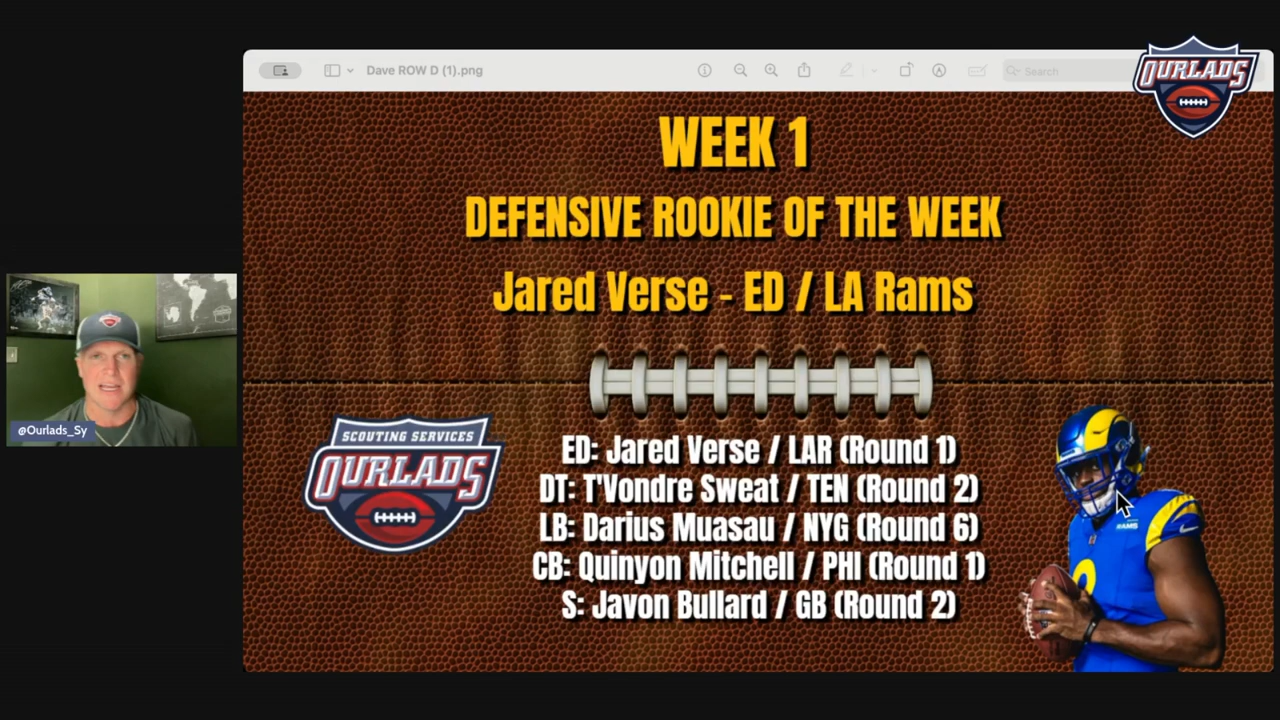 Dave ROW D (1).png
Search
OURLADS
WEEK 1
DEFENSIVE ROOKIE OF THE WEEK
Jared Verse - ED / LA Rams
@Ourlads_Sy
SCOUTING SERVICES
OURLADS
ED: Jared Verse / LAR (Round 1)
DT: T'Vondre Sweat / TEN (Round 2)
LB: Darius Muasau / NYG (Round 6)
CB: Quinyon Mitchell / PHI (Round 1)
S: Javon Bullard / GB (Round 2)
RAMS